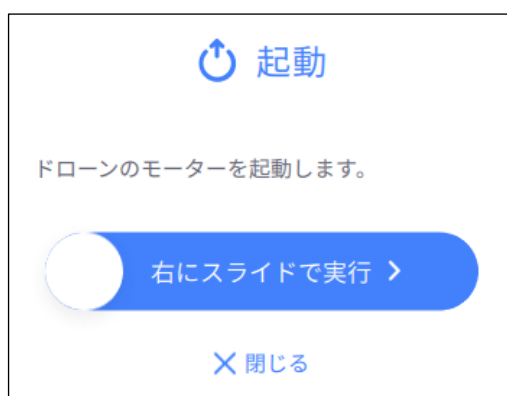 起動
ドローンのモーターを起動します。
右にスライドで実行
閉じる